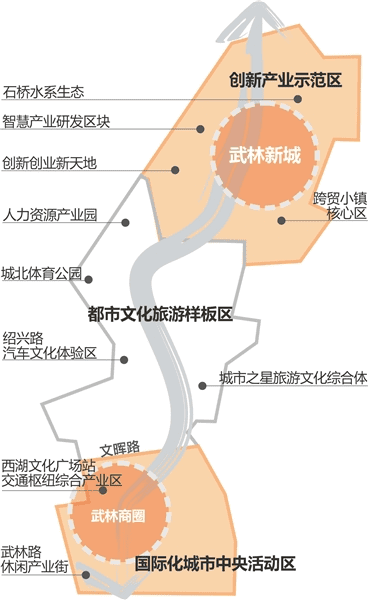 创新产业示范区
石桥水系生态
智慧产业研发区块
武林新城
创新创业新天地
跨贸小镇
核心区
人力资源产业园
城北体育公园
都市文化旅游样板区
绍兴路
汽车文化体验区
城市之星旅游文化综合体
文晖路
西湖文化广场站
交通枢纽综合产业区
武林商圈
武林路
休闲产业街
国际化城市中央活动区